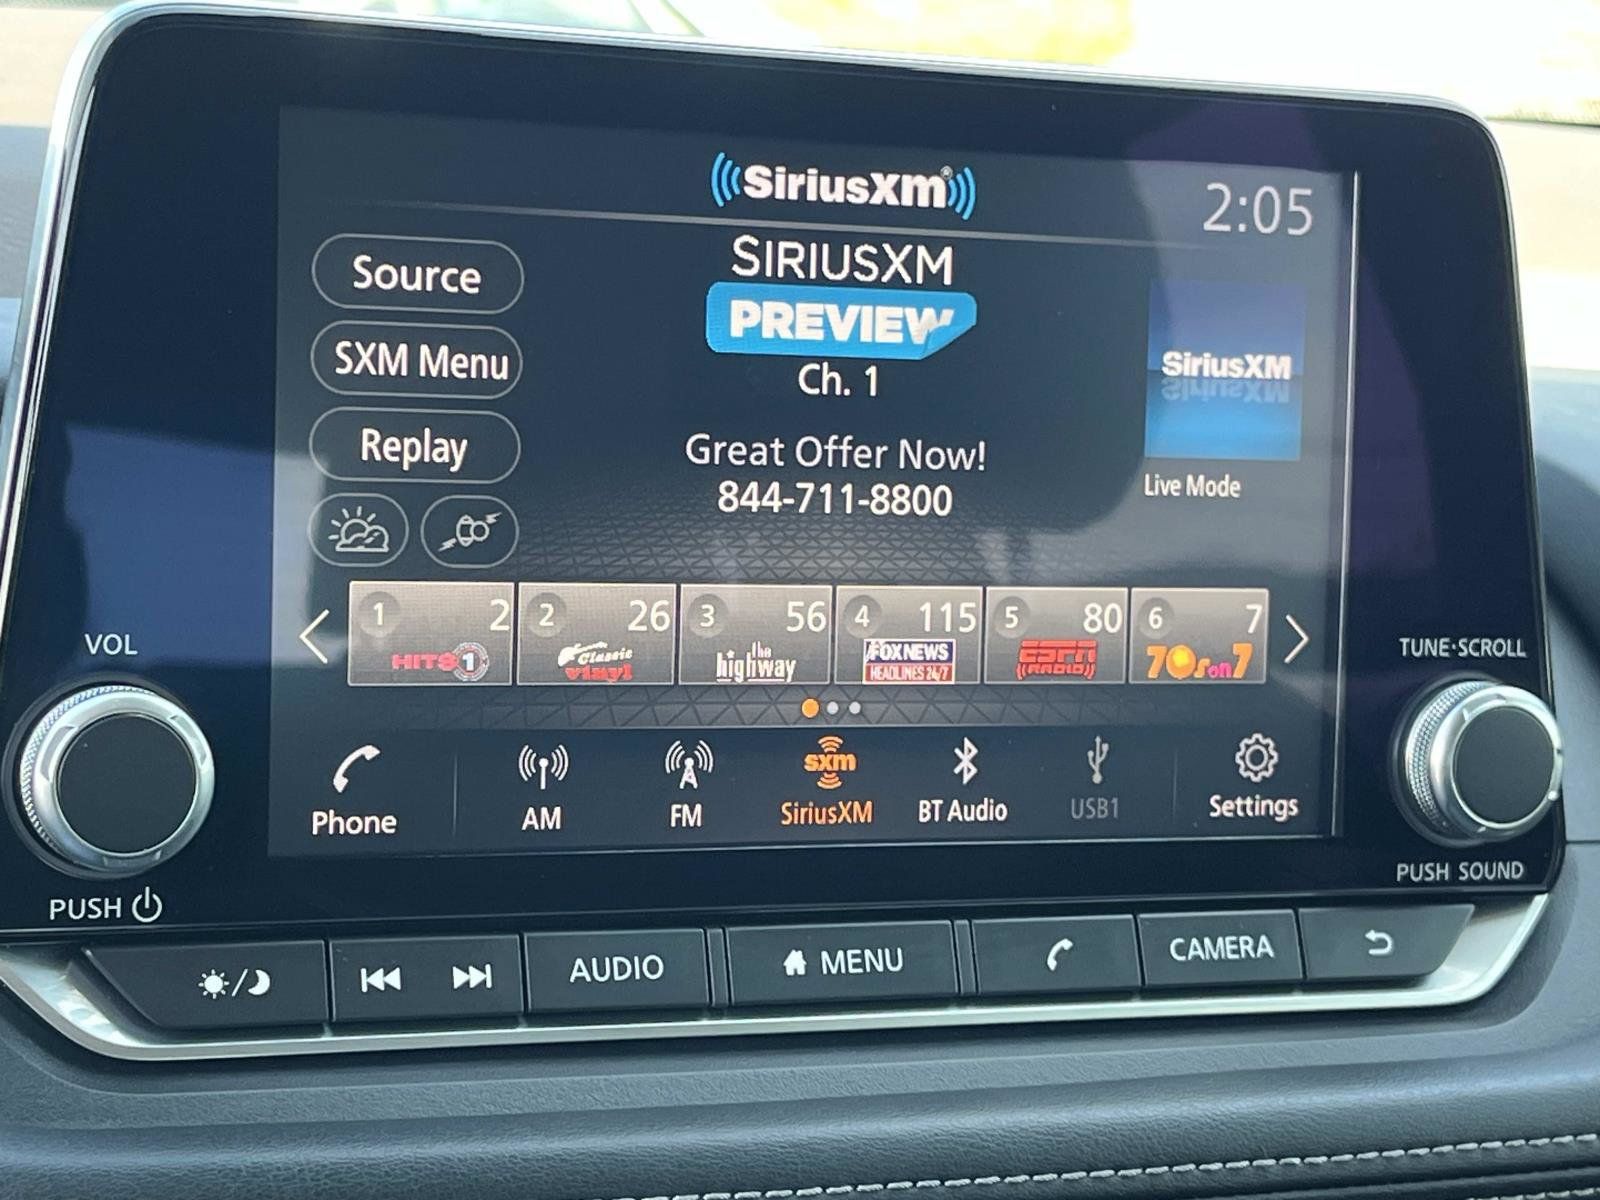 SiriusXM®
2:05
Source
SIRIUSXM
PREVIEW
SXM Menu
Ch. 1
SiriusXM
Replay
Great Offer Now!
844-711-8800
Live Mode
1 2
HITS 1
2 26
Classic
vinyl
3 56
the
highway
4 115
FOX NEWS
HEADLINES 24/7
5 80
ESPN
RADIO
6 7
70s on 7
VOL
TUNE·SCROLL
sxm
Phone
AM
FM
SiriusXM
BT Audio
USB1
Settings
PUSH
PUSH SOUND
AUDIO
MENU
CAMERA